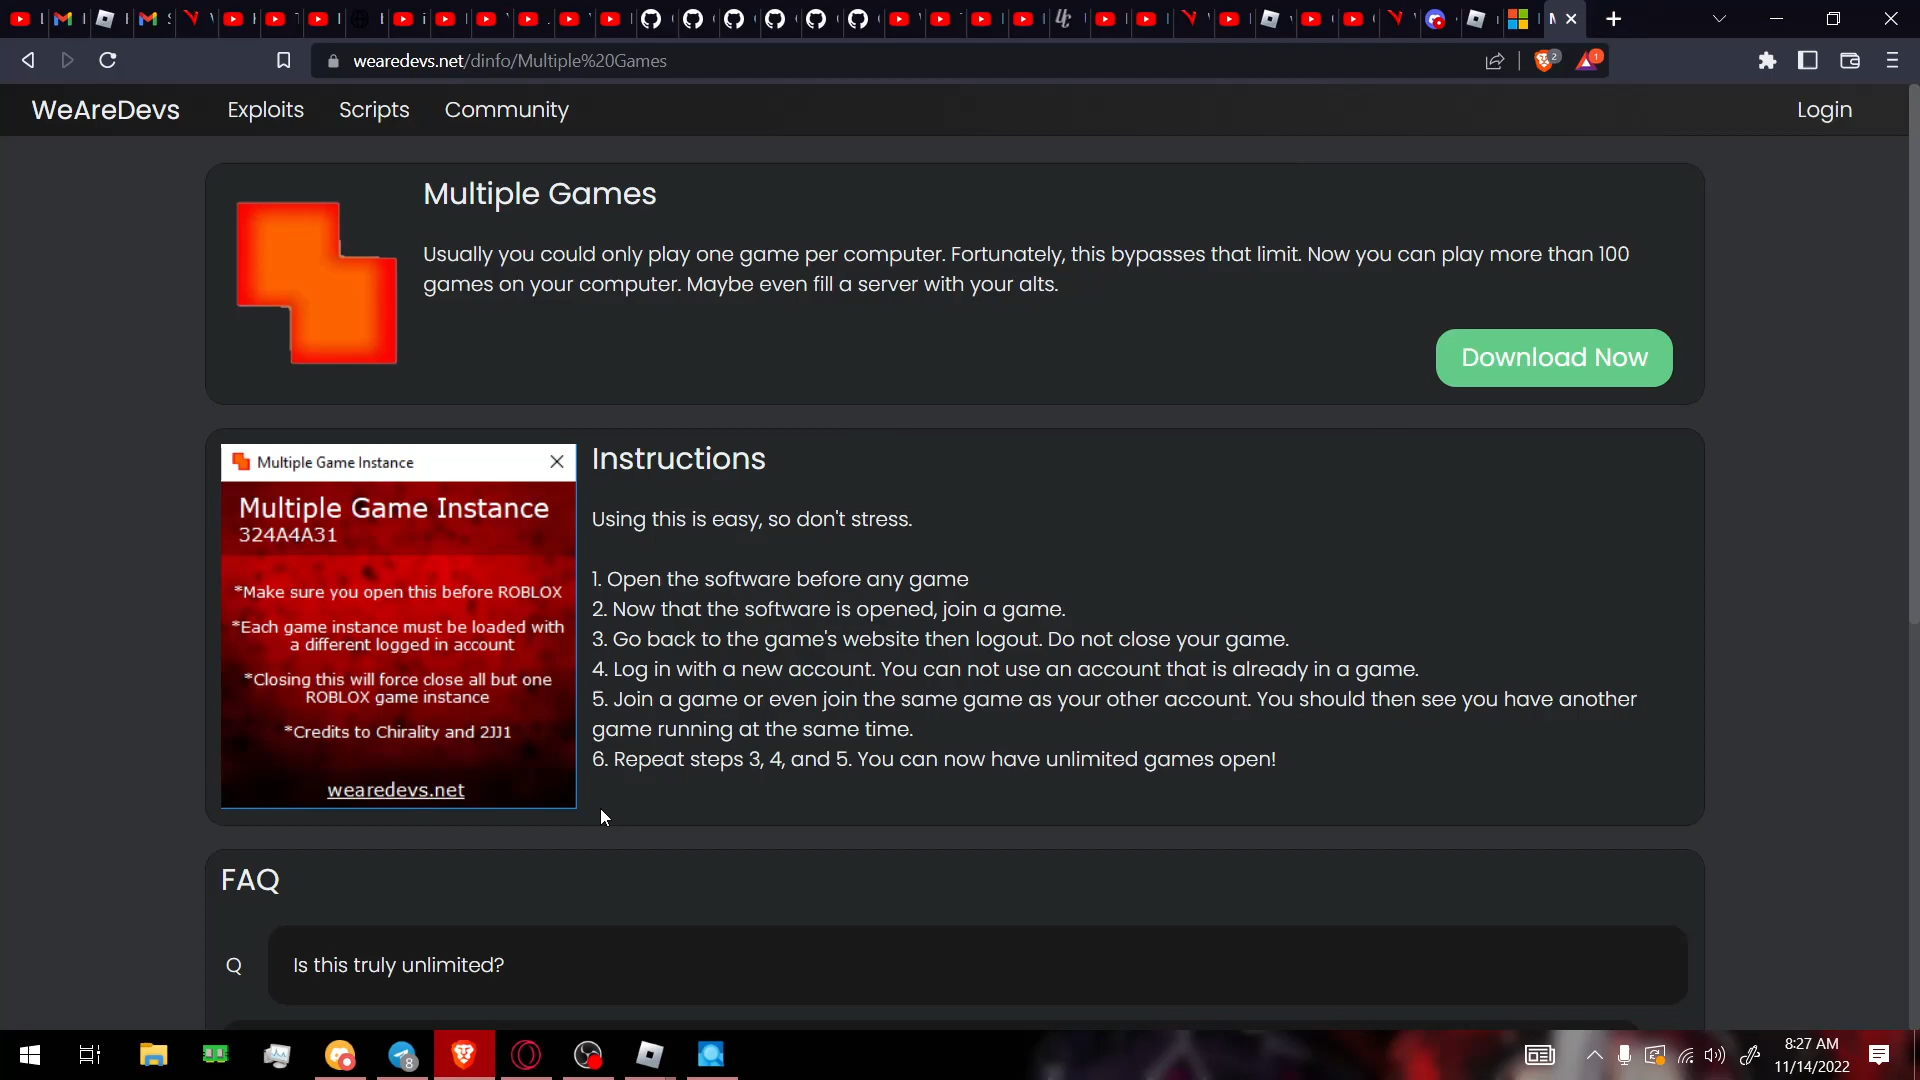 wearedevs.net/dinfo/Multiple%20Games
2
1
WeAreDevs
Exploits
Scripts
Community
Login
Multiple Games
Usually you could only play one game per computer. Fortunately, this bypasses that limit. Now you can play more than 100
games on your computer. Maybe even fill a server with your alts.
Download Now
Multiple Game Instance
Multiple Game Instance
324A4A31
*Make sure you open this before ROBLOX
*Each game instance must be loaded with
a different logged in account
*Closing this will force close all but one
ROBLOX game instance
*Credits to Chirality and 2JJ1
wearedevs.net
Instructions
Using this is easy, so don't stress.
1. Open the software before any game
2. Now that the software is opened, join a game.
3. Go back to the game's website then logout. Do not close your game.
4. Log in with a new account. You can not use an account that is already in a game.
5. Join a game or even join the same game as your other account. You should then see you have another
game running at the same time.
6. Repeat steps 3, 4, and 5. You can now have unlimited games open!
FAQ
Q
Is this truly unlimited?
8
8:27 AM
11/14/2022